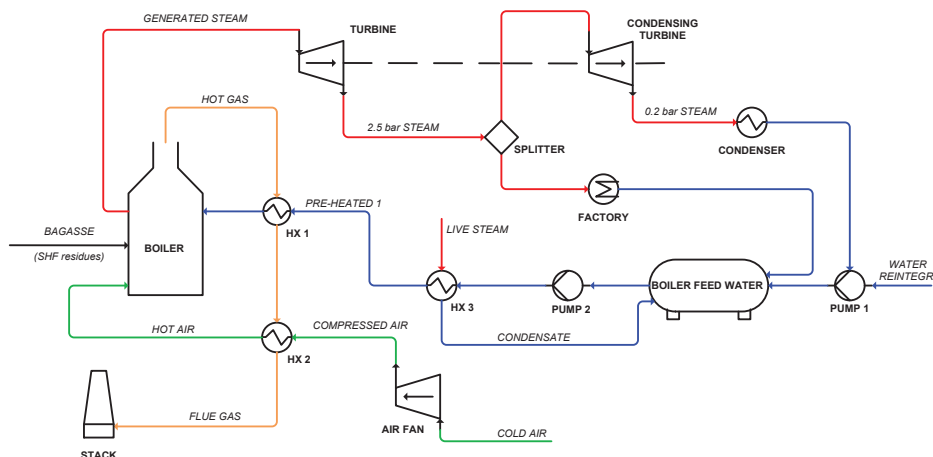 GENERATED STEAM
TURBINE
CONDENSING
TURBINE
HOT GAS
2.5 bar STEAM
0.2 bar STEAM
SPLITTER
CONDENSER
PRE-HEATED 1
FACTORY
HX 1
BAGASSE
(SHF residues)
BOILER
LIVE STEAM
WATER
REINTEGR
BOILER FEED WATER
HX 3
PUMP 2
PUMP 1
HOT AIR
COMPRESSED AIR
CONDENSATE
HX 2
FLUE GAS
AIR FAN
COLD AIR
STACK